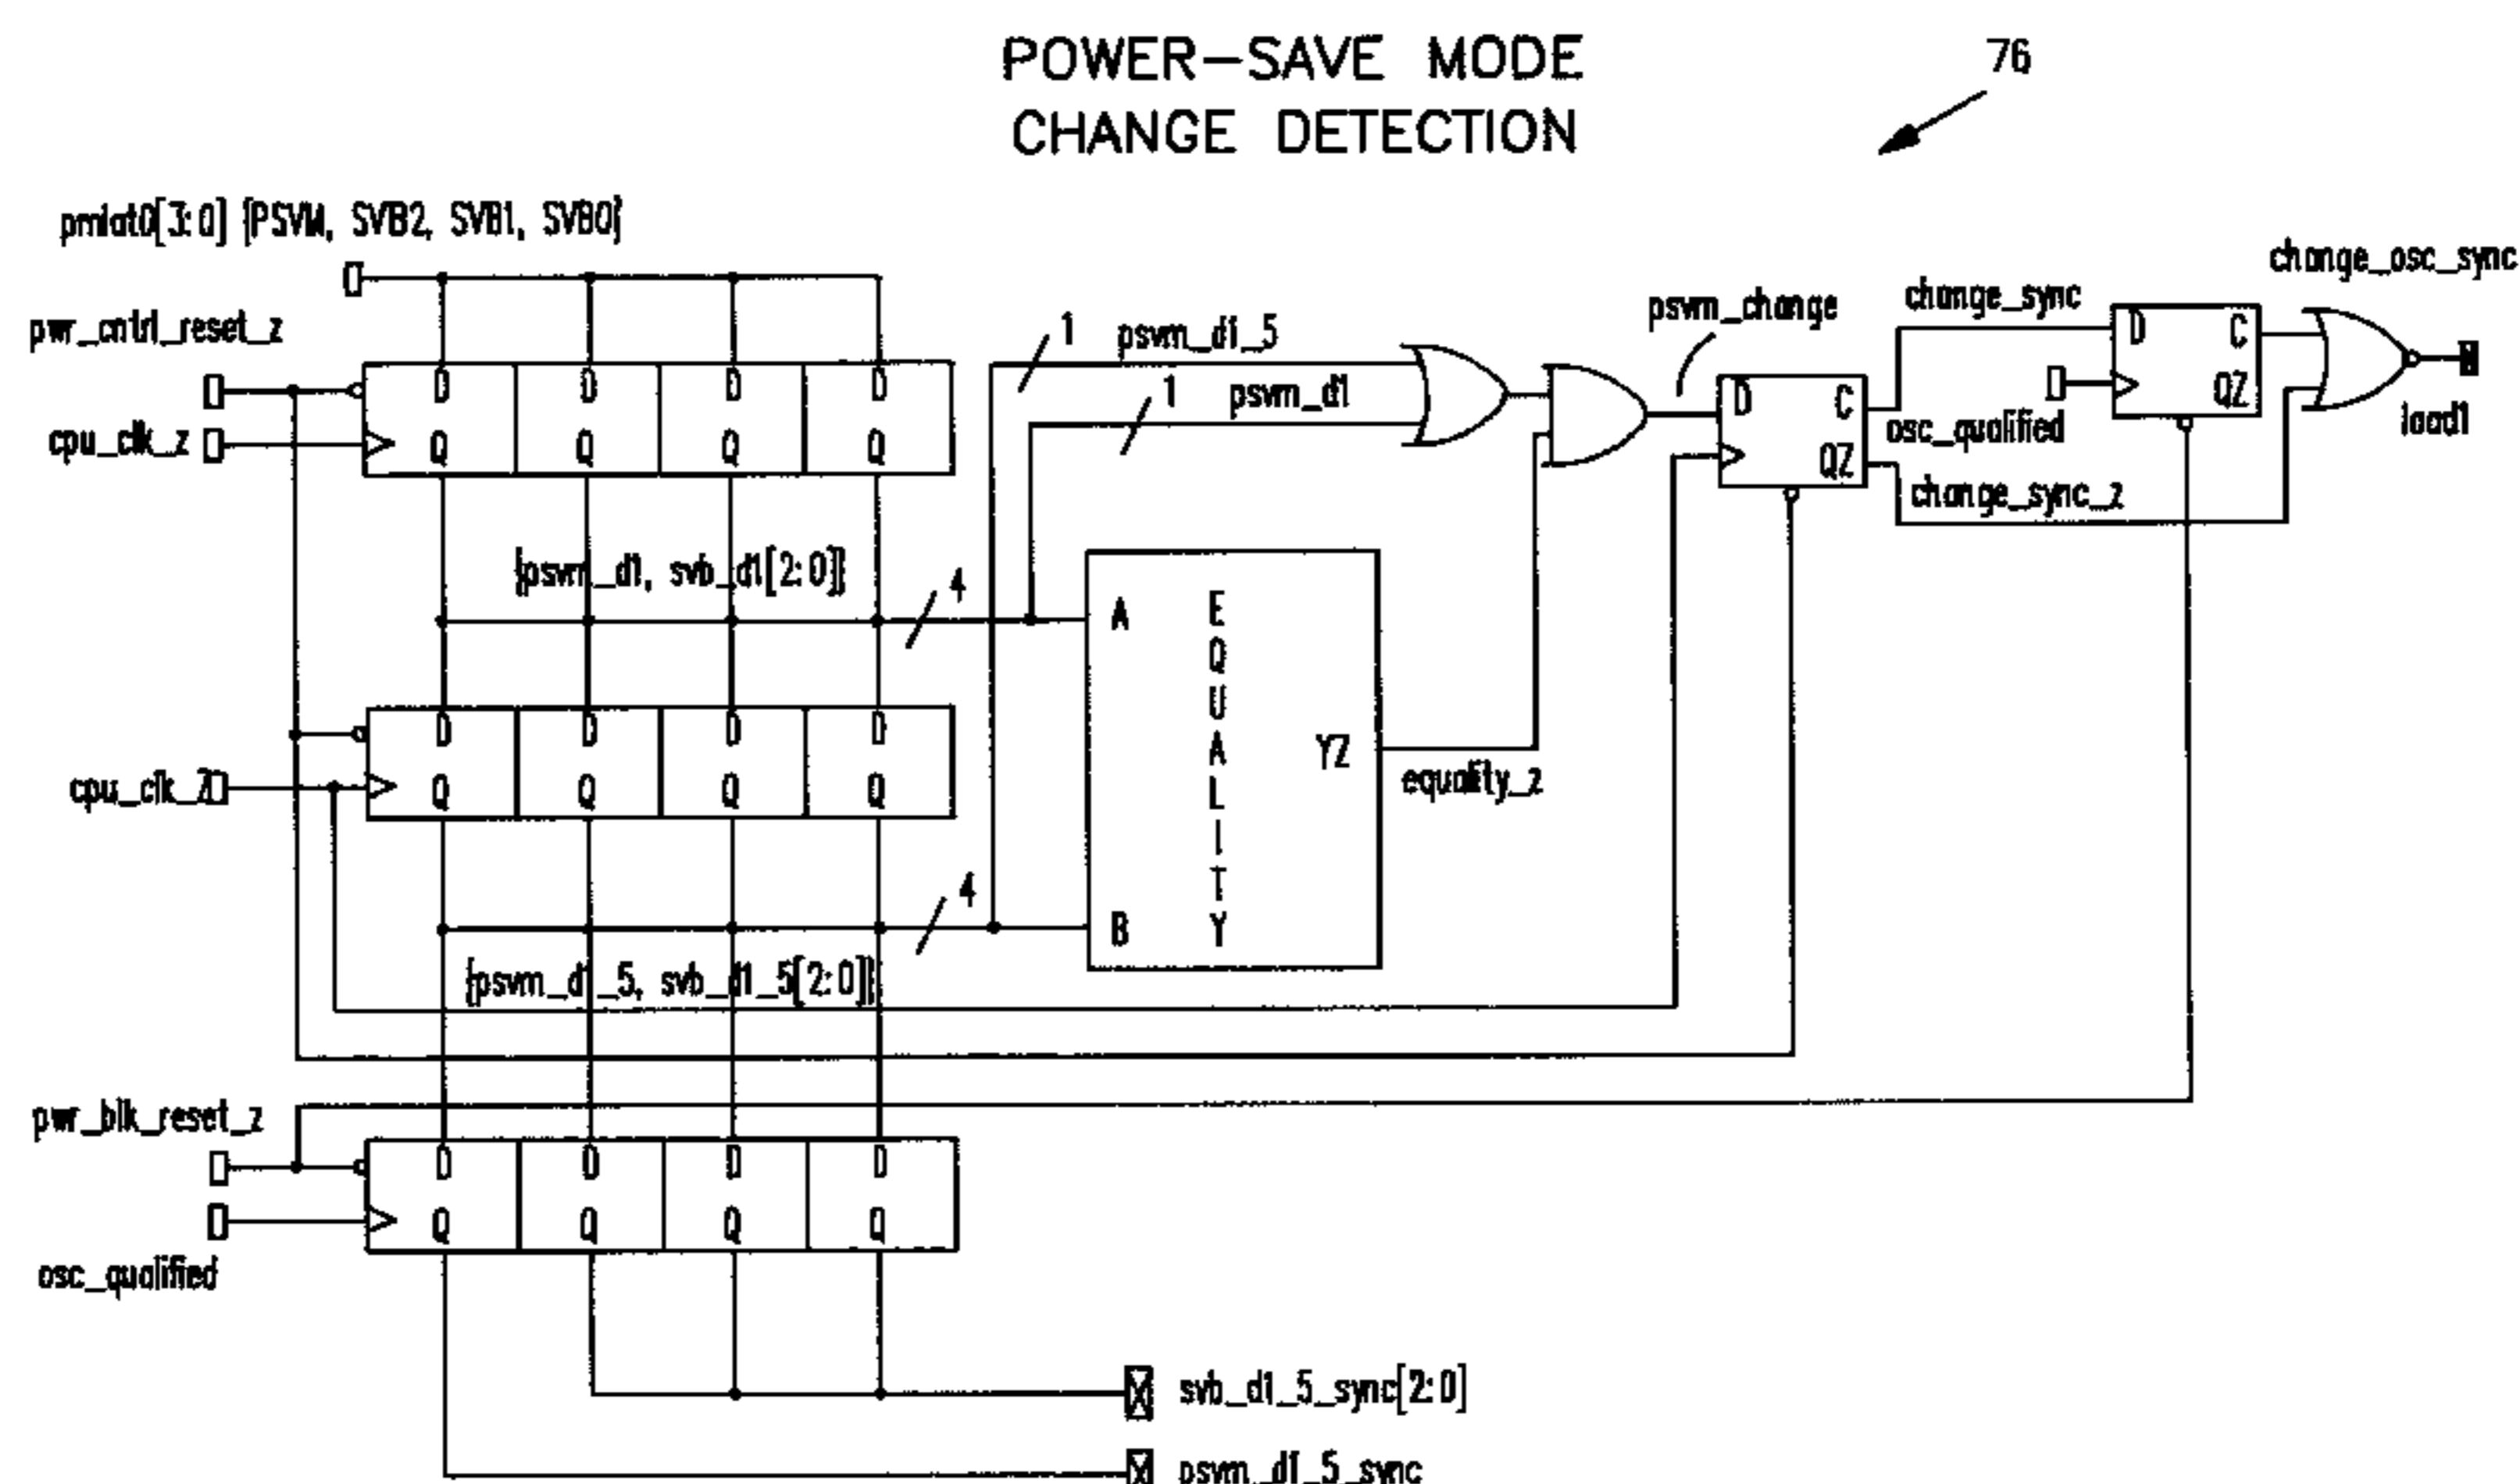 POWER-SAVE MODE
CHANGE DETECTION
76
pmlat0[3:0] {PSVM, SVB2, SVB1, SVB0}
pwr_cntrl_reset_z
cpu_clk_z
D D D D
Q Q Q Q
{psvm_d1, svb_d1[2:0]}
4
1
psvm_d1_5
1
psvm_d1
psvm_change
change_sync
change_osc_sync
D C
QZ
osc_qualified
D C
QZ
load1
change_sync_z
A
EQUALITY
YZ
B
equality_z
cpu_clk_z
D D D D
Q Q Q Q
4
{psvm_d1_5, svb_d1_5[2:0]}
pwr_blk_reset_z
D D D D
Q Q Q Q
osc_qualified
svb_d1_5_sync[2:0]
psvm_d1_5_sync